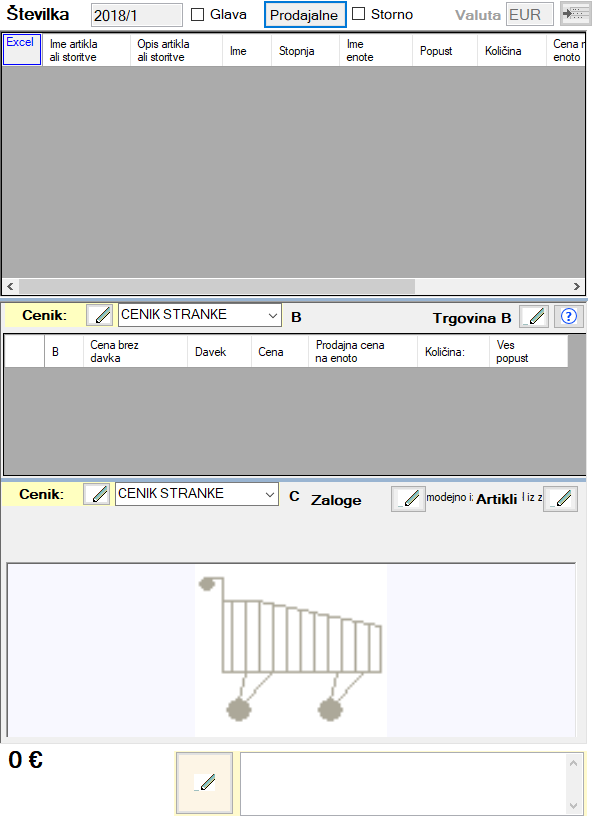 Številka 2018/1 Glava Prodajalne Storno Valuta EUR
Excel Ime artikla ali storitve Opis artikla ali storitve Ime Stopnja Ime enote Popust Količina Cena n enoto
Cenik: CENIK STRANKE B Trgovina B ?
B Cena brez davka Davek Cena Prodajna cena na enoto Količina: Ves popust
Cenik: CENIK STRANKE C Zaloge modejno i: Artikli l iz z
0 €